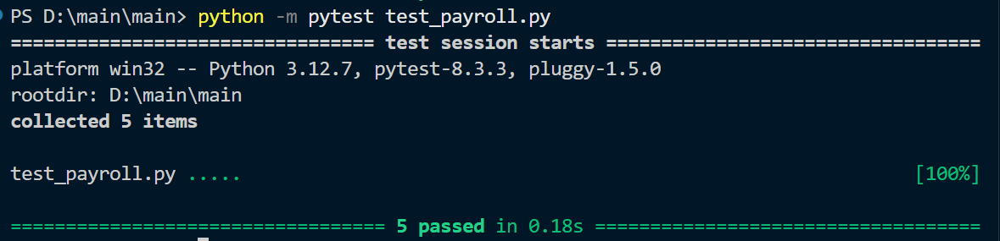 PS D:\main\main> python -m pytest test_payroll.py
================================= test session starts ==================================
platform win32 -- Python 3.12.7, pytest-8.3.3, pluggy-1.5.0
rootdir: D:\main\main
collected 5 items
test_payroll.py ..... [100%]
================================== 5 passed in 0.18s ===================================